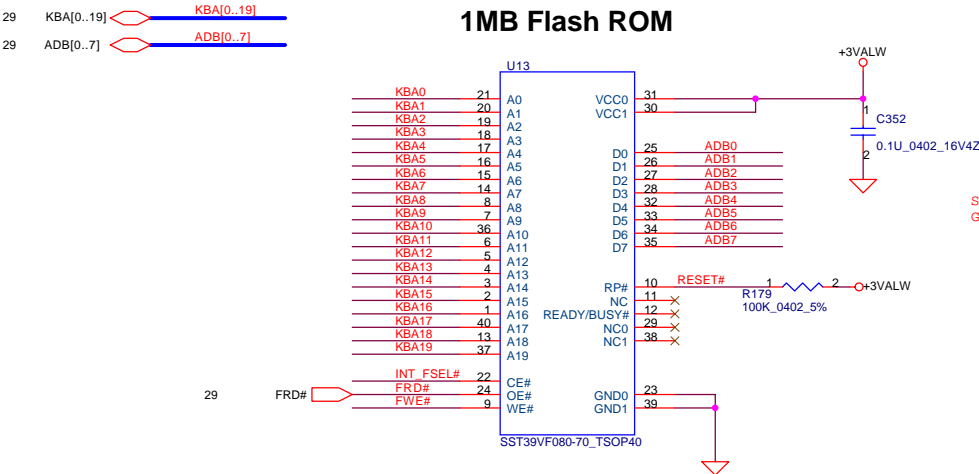 1MB Flash ROM
29 KBA[0..19] KBA[0..19]
29 ADB[0..7] ADB[0..7]
+3VALW
U13
KBA0 21 A0 VCC0 31
KBA1 20 A1 VCC1 30
KBA2 19 A2
KBA3 18 A3
KBA4 17 A4 D0 25 ADB0
KBA5 16 A5 D1 26 ADB1
KBA6 15 A6 D2 27 ADB2
KBA7 14 A7 D3 28 ADB3
KBA8 8 A8 D4 32 ADB4
KBA9 7 A9 D5 33 ADB5
KBA10 36 A10 D6 34 ADB6
KBA11 6 A11 D7 35 ADB7
KBA12 5 A12
KBA13 4 A13
KBA14 3 A14 RP# 10 RESET#
KBA15 2 A15 NC 11
KBA16 1 A16 READY/BUSY# 12
KBA17 40 A17 NC0 29
KBA18 13 A18 NC1 38
KBA19 37 A19
1 C352
0.1U_0402_16V4Z
2
S
G
1 2 +3VALW
R179
100K_0402_5%
INT_FSEL# 22 CE#
29 FRD# FRD# 24 OE# GND0 23
FWE# 9 WE# GND1 39
SST39VF080-70_TSOP40